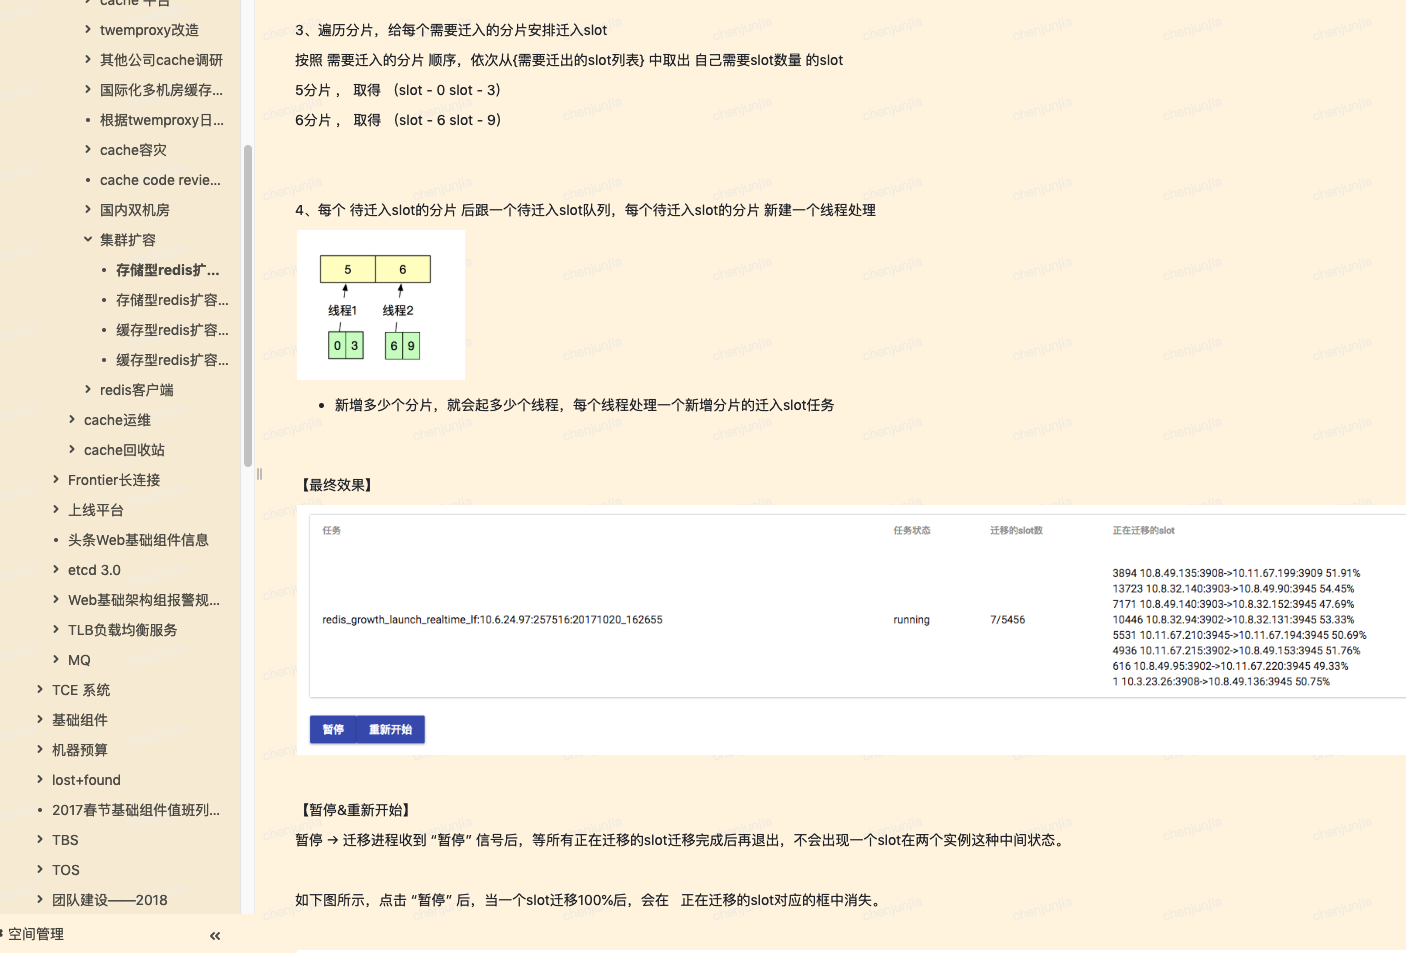 cache 平台
twemproxy改造
其他公司cache调研
国际化多机房缓存...
根据twemproxy日...
cache容灾
cache code revie...
国内双机房
集群扩容
存储型redis扩...
存储型redis扩容...
缓存型redis扩容...
缓存型redis扩容...
redis客户端
cache运维
cache回收站
Frontier长连接
上线平台
头条Web基础组件信息
etcd 3.0
Web基础架构组报警规...
TLB负载均衡服务
MQ
TCE 系统
基础组件
机器预算
lost+found
2017春节基础组件值班列...
TBS
TOS
团队建设——2018
空间管理
3、遍历分片，给每个需要迁入的分片安排迁入slot
按照 需要迁入的分片 顺序，依次从{需要迁出的slot列表} 中取出 自己需要slot数量 的slot
5分片 ， 取得 （slot - 0 slot - 3）
6分片 ， 取得 （slot - 6 slot - 9）
4、每个 待迁入slot的分片 后跟一个待迁入slot队列，每个待迁入slot的分片 新建一个线程处理
5 6
线程1 线程2
0 3 6 9
• 新增多少个分片，就会起多少个线程，每个线程处理一个新增分片的迁入slot任务
【最终效果】
任务 任务状态 迁移的slot数 正在迁移的slot
redis_growth_launch_realtime_lf:10.6.24.97:257516:20171020_162655 running 7/5456
3894 10.8.49.135:3908->10.11.67.199:3909 51.91%
13723 10.8.32.140:3903->10.8.49.90:3945 54.45%
7171 10.8.49.140:3903->10.8.32.152:3945 47.69%
10446 10.8.32.94:3902->10.8.32.131:3945 53.33%
5531 10.11.67.210:3945->10.11.67.194:3945 50.69%
4936 10.11.67.215:3902->10.8.49.153:3945 51.76%
616 10.8.49.95:3902->10.11.67.220:3945 49.33%
1 10.3.23.26:3908->10.8.49.136:3945 50.75%
暂停 重新开始
【暂停&重新开始】
暂停 → 迁移进程收到 “暂停” 信号后，等所有正在迁移的slot迁移完成后再退出，不会出现一个slot在两个实例这种中间状态。
如下图所示，点击 “暂停” 后，当一个slot迁移100%后，会在 正在迁移的slot对应的框中消失。
chenjunjia